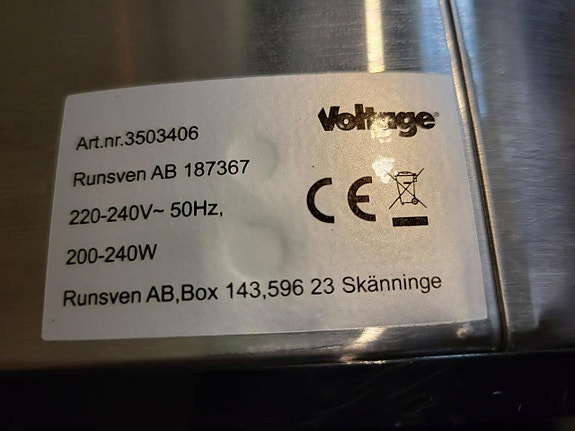 Voltage
Art.nr.3503406
Runsven AB 187367
220-240V~ 50Hz,
CE
200-240W
Runsven AB,Box 143,596 23 Skänninge